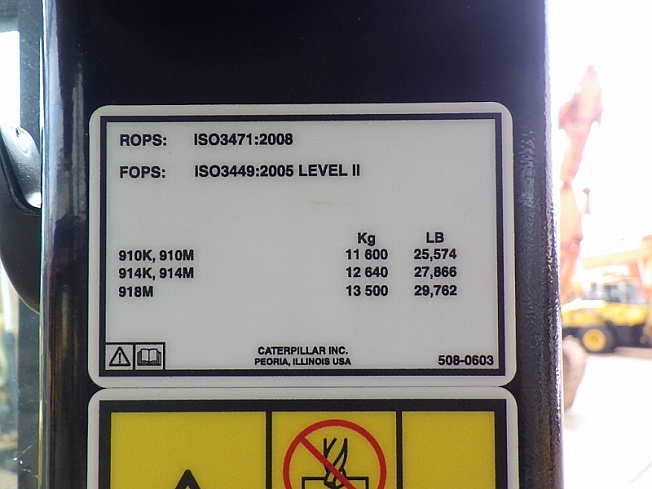 ROPS: ISO3471:2008
FOPS: ISO3449:2005 LEVEL II
Kg LB
910K, 910M 11 600 25,574
914K, 914M 12 640 27,866
918M 13 500 29,762
CATERPILLAR INC.
PEORIA, ILLINOIS USA
508-0603